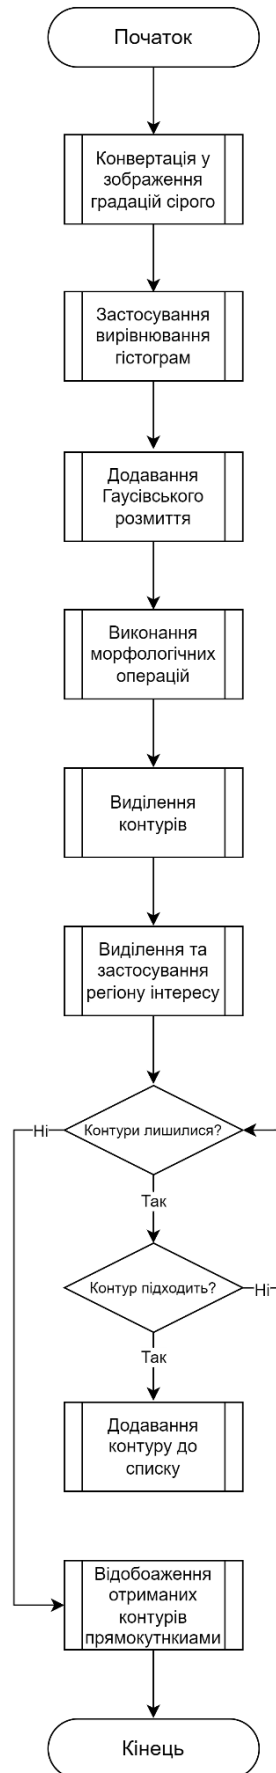 Початок
Конвертація у
зображення
градацій сірого
Застосування
вирівнювання
гістограм
Додавання
Гаусівського
розмиття
Виконання
морфологічних
операцій
Виділення
контурів
Виділення та
застосування
регіону інтересу
Контури лишилися?
Ні
Так
Контур підходить?
Ні
Так
Додавання
контуру до
списку
Відобоаження
отриманих
контурів
прямокутнкиами
Кінець